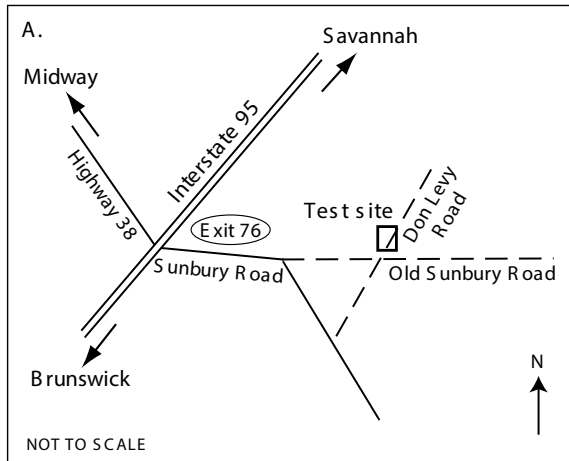 A.
Savannah
Midway
Interstate 95
Highway 38
Exit 76
Test site
Don Levy
Road
Sunbury Road
Old Sunbury Road
Brunswick
N
NOT TO SCALE